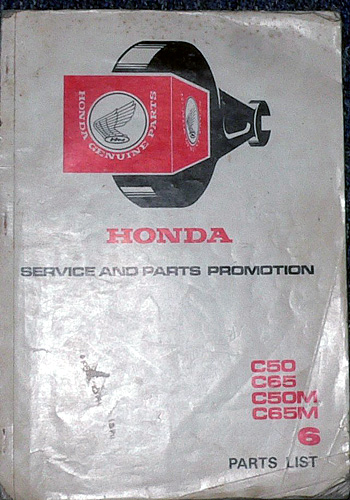 HONDA GENUINE PARTS
HONDA
SERVICE AND PARTS PROMOTION
C50
C65
C50M
C65M
6
PARTS LIST